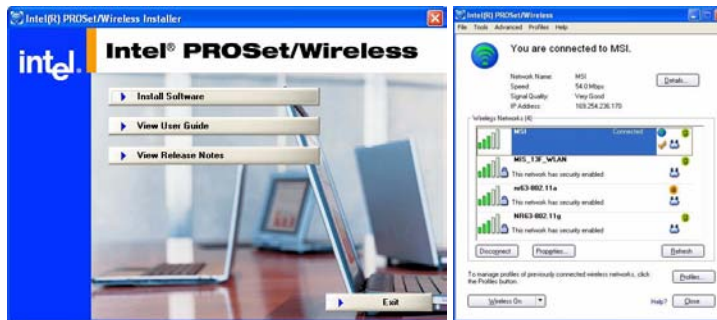 Intel(R) PROSet/Wireless Installer
intel.
Intel® PROSet/Wireless
Install Software
View User Guide
View Release Notes
Exit
Intel(R) PROSet/Wireless
File Tools Advanced Profiles Help
You are connected to MSI.
Network Name: MSI
Speed: 54.0 Mbps
Signal Quality: Very Good
IP Address: 169.254.236.170
Details...
Wireless Networks (4)
MSI Connected
MIS_13F_WLAN
This network has security enabled
nr63-802.11a
This network has security enabled
NR63-802.11g
This network has security enabled
Disconnect Properties... Refresh
To manage profiles of previously connected wireless networks, click
the Profiles button.
Profiles...
Wireless On
Help? Close